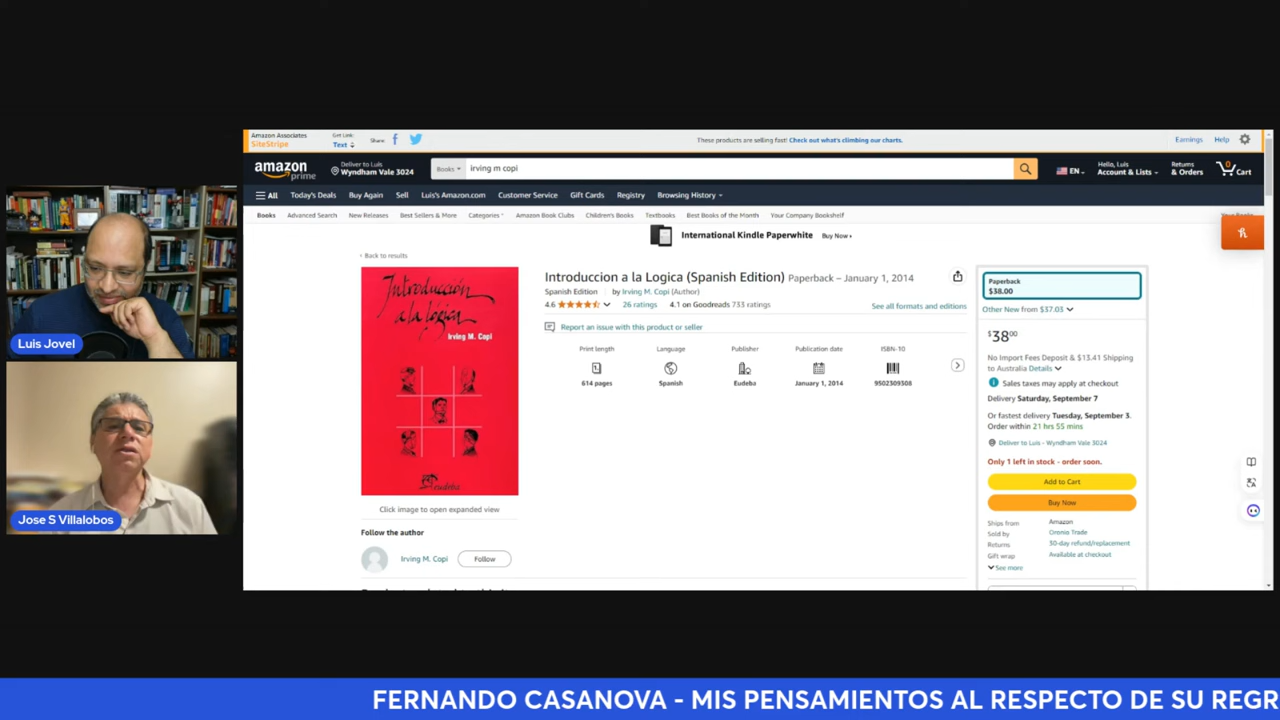 Amazon Associates
SiteStripe
Get Link:
Text
Share:
These products are selling fast! Check out what's climbing our charts.
Earnings
Help
amazon
prime
Deliver to Luis
Wyndham Vale 3024
Books
irving m copi
EN
Hello, Luis
Account & Lists
Returns
& Orders
0
Cart
All
Today's Deals
Buy Again
Sell
Luis's Amazon.com
Customer Service
Gift Cards
Registry
Browsing History
Books
Advanced Search
New Releases
Best Sellers & More
Categories
Amazon Book Clubs
Children's Books
Textbooks
Best Books of the Month
Your Company Bookshelf
International Kindle Paperwhite Buy Now
‹ Back to results
Introducción
a la lógica
Irving M. Copi
eudeba
Click image to open expanded view
Follow the author
Irving M. Copi
Follow
Introduccion a la Logica (Spanish Edition) Paperback – January 1, 2014
Spanish Edition by Irving M. Copi (Author)
4.6
26 ratings
4.1 on Goodreads 733 ratings
See all formats and editions
Report an issue with this product or seller
Print length
614 pages
Language
Spanish
Publisher
Eudeba
Publication date
January 1, 2014
ISBN-10
9502309308
Paperback
$38.00
Other New from $37.03
$3800
No Import Fees Deposit & $13.41 Shipping
to Australia Details
Sales taxes may apply at checkout
Delivery Saturday, September 7
Or fastest delivery Tuesday, September 3.
Order within 21 hrs 55 mins
Deliver to Luis - Wyndham Vale 3024
Only 1 left in stock - order soon.
Add to Cart
Buy Now
Ships from Amazon
Sold by Orenie Trade
Returns 30-day refund/replacement
Gift wrap Available at checkout
See more
Luis Jovel
Jose S Villalobos
FERNANDO CASANOVA - MIS PENSAMIENTOS AL RESPECTO DE SU REGR